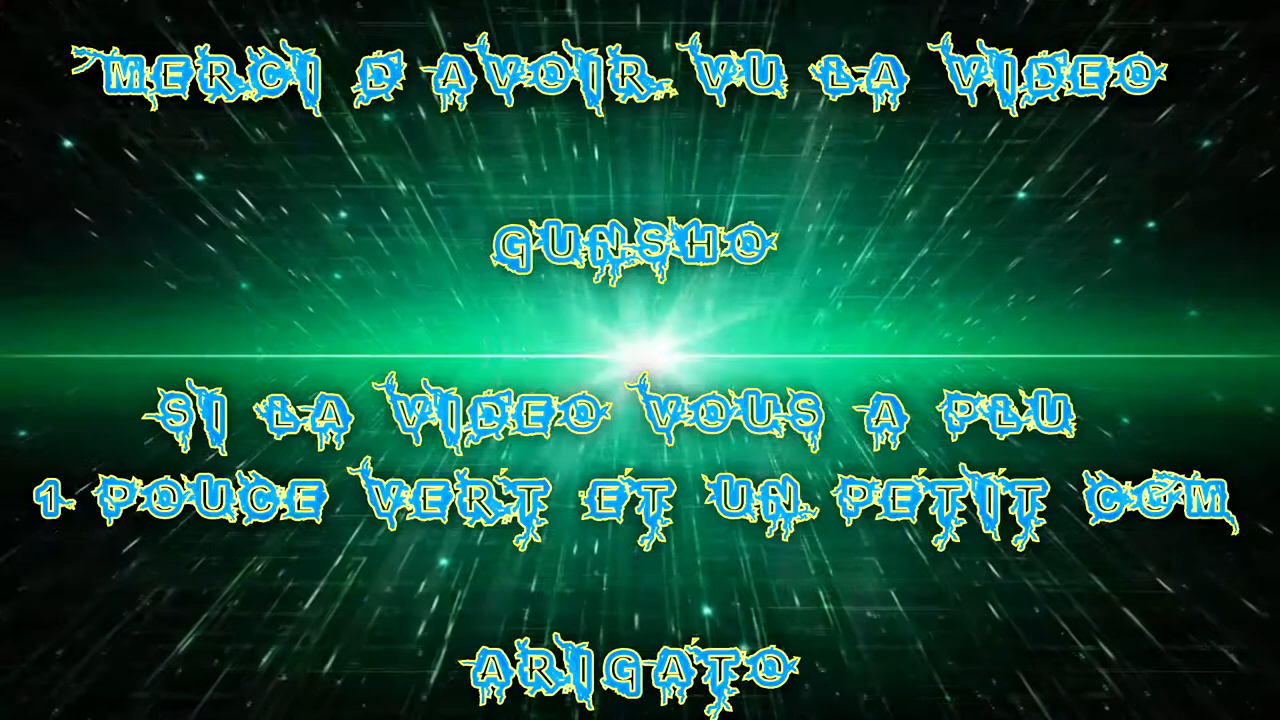 MERCI D AVOIR VU LA VIDEO
GUNSHO
SI LA VIDEO VOUS A PLU
1 POUCE VERT ET UN PETIT COM
ARIGATO